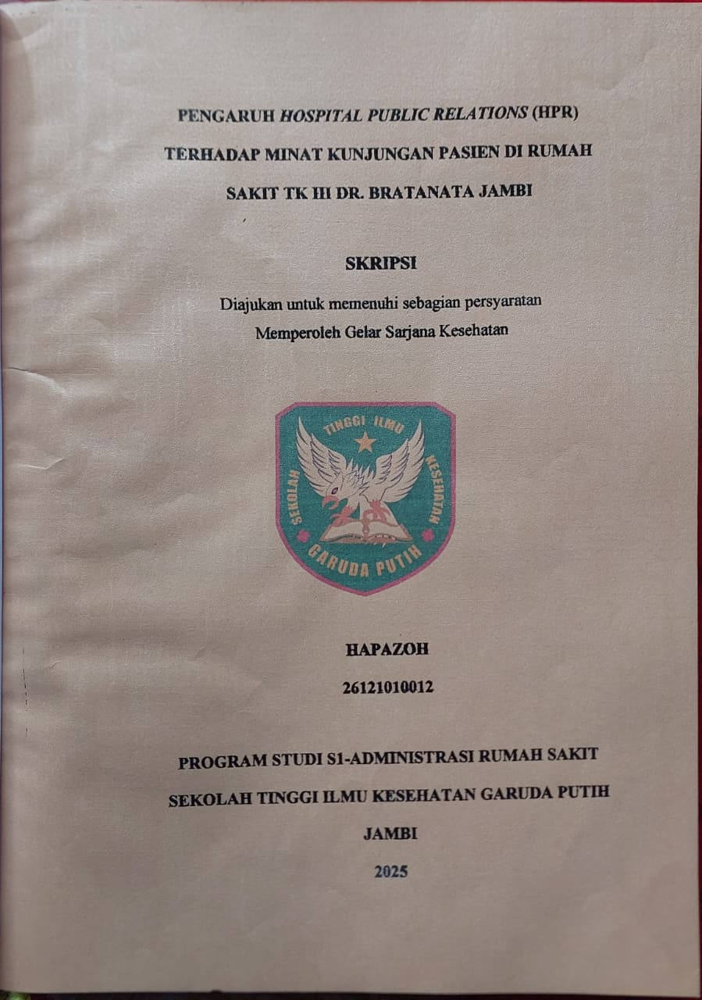 PENGARUH HOSPITAL PUBLIC RELATIONS (HPR)
TERHADAP MINAT KUNJUNGAN PASIEN DI RUMAH
SAKIT TK III DR. BRATANATA JAMBI
SKRIPSI
Diajukan untuk memenuhi sebagian persyaratan
Memperoleh Gelar Sarjana Kesehatan
SEKOLAH TINGGI ILMU KESEHATAN
GARUDA PUTIH
HAPAZOH
26121010012
PROGRAM STUDI S1-ADMINISTRASI RUMAH SAKIT
SEKOLAH TINGGI ILMU KESEHATAN GARUDA PUTIH
JAMBI
2025